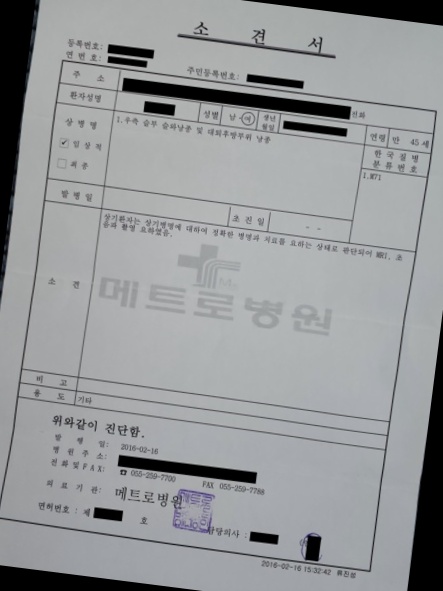 소 견 서
등록번호:
연 번호:
주민등록번호:
주 소
전화
환자성명
성별 남 · 여 생년월일
연령 만 45 세
상 병 명
☑ 임 상 적
☐ 최 종
1.우측 슬부 슬와낭종 및 대퇴후방부위 낭종
한 국 질 병
분 류 번 호
1.M71
발 병 일
초 진 일
- -
소 견
상기환자는 상기병명에 대하여 정확한 병명과 치료를 요하는 상태로 판단되어 MRI, 초
음파 촬영 요하였음.
메트로병원
비 고
용 도
기타
위와같이 진단함.
발 행 일: 2016-02-16
병 원 주 소:
전 화 및 F A X: ☎ 055-259-7700 FAX 055-259-7788
의 료 기 관: 메트로병원
면허번호 : 제 호
담당의사 :
2016-02-16 15:32:42